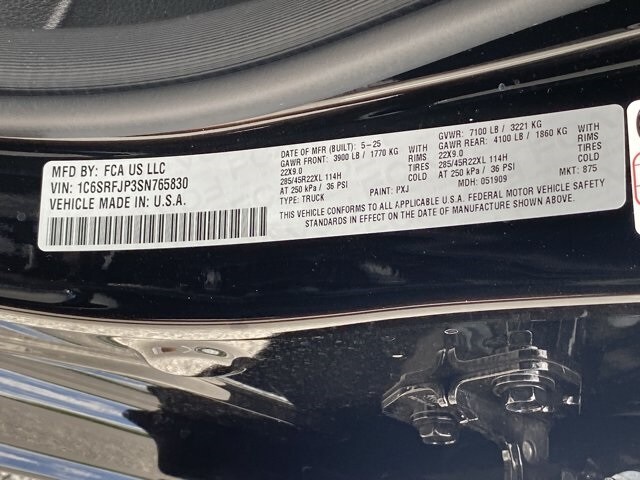 MFD BY: FCA US LLC
VIN: 1C6SRFJP3SN765830
VEHICLE MADE IN: U.S.A.
DATE OF MFR (BUILT): 5-25 GVWR: 7100 LB / 3221 KG
GAWR FRONT: 3900 LB / 1770 KG WITH GAWR REAR: 4100 LB / 1860 KG WITH
22X9.0 RIMS 22X9.0 RIMS
285/45R22XL 114H TIRES 285/45R22XL 114H TIRES
AT 250 kPa / 36 PSI COLD AT 250 kPa / 36 PSI COLD
TYPE: TRUCK PAINT: PXJ MDH: 051909 MKT: 875
THIS VEHICLE CONFORMS TO ALL APPLICABLE U.S.A. FEDERAL MOTOR VEHICLE SAFETY
STANDARDS IN EFFECT ON THE DATE OF MANUFACTURE SHOWN ABOVE.